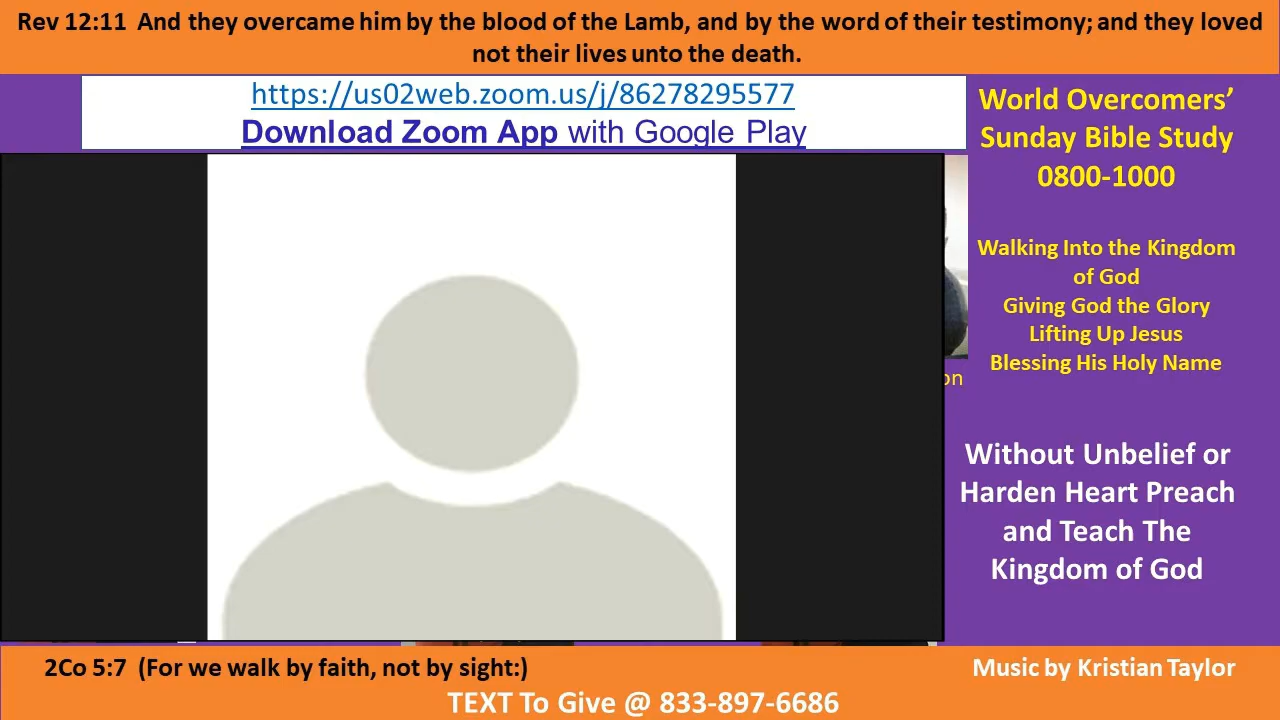 Rev 12:11  And they overcame him by the blood of the Lamb, and by the word of their testimony; and they loved
not their lives unto the death.
https://us02web.zoom.us/j/86278295577
Download Zoom App with Google Play
World Overcomers’
Sunday Bible Study
0800-1000
Walking Into the Kingdom
of God
Giving God the Glory
Lifting Up Jesus
Blessing His Holy Name
on
Without Unbelief or
Harden Heart Preach
and Teach The
Kingdom of God
2Co 5:7  (For we walk by faith, not by sight:)
Music by Kristian Taylor
TEXT To Give @ 833-897-6686